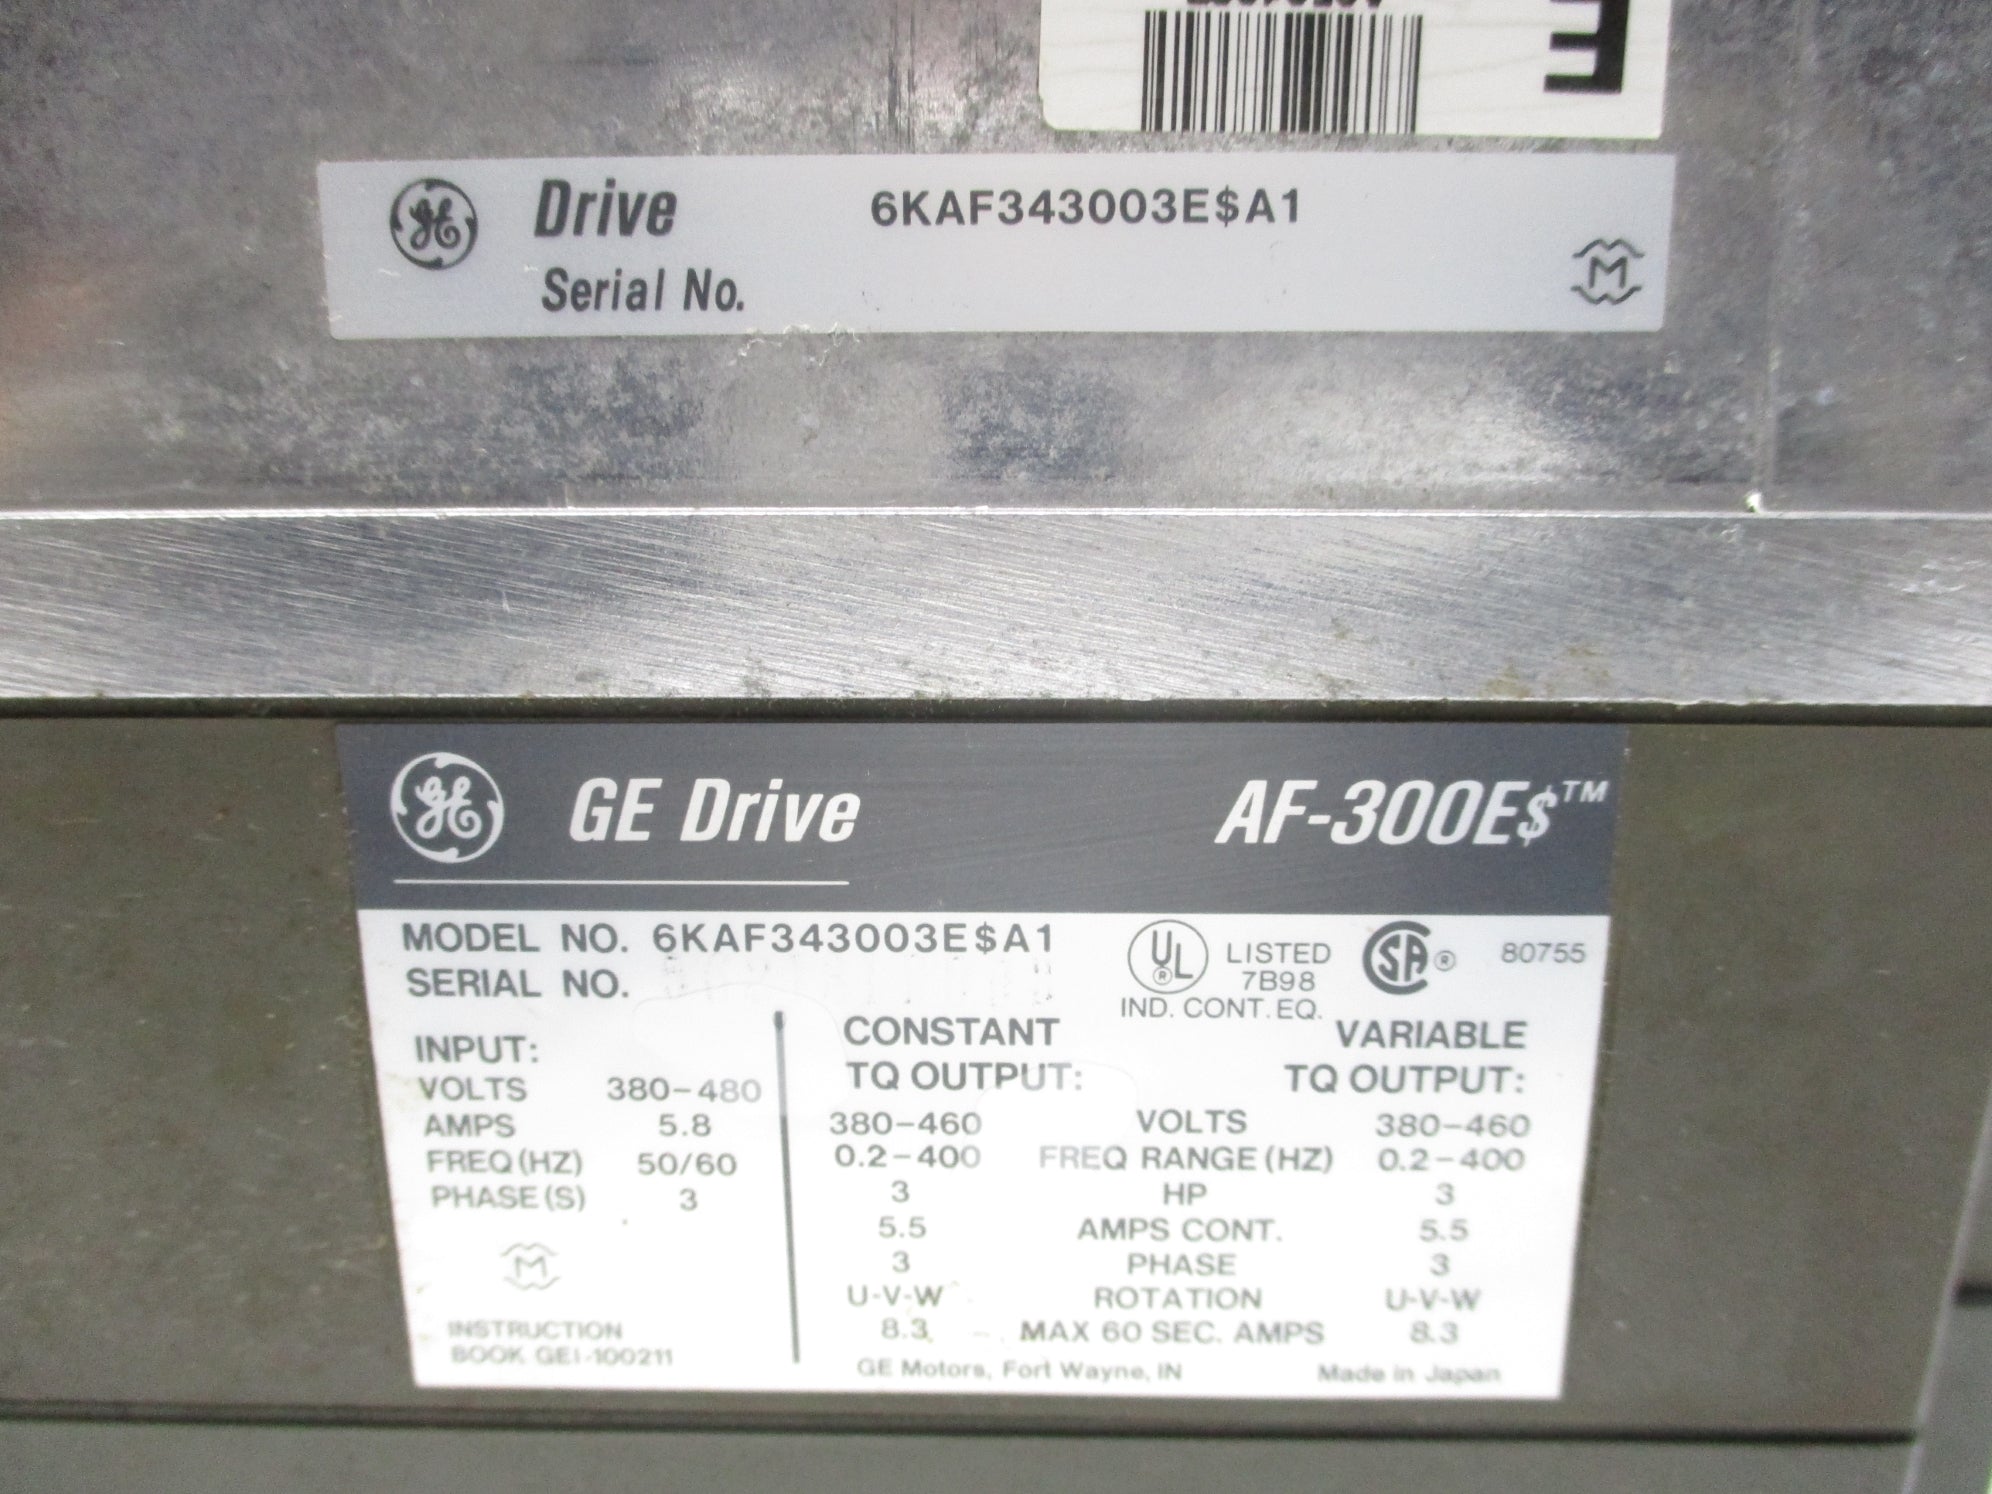 GE Drive 6KAF343003E$A1
Serial No.
M
GE GE Drive AF-300E$™
MODEL NO. 6KAF343003E$A1
SERIAL NO.
UL® LISTED 7B98
IND. CONT. EQ.
SA® 80755
INPUT:
VOLTS 380-480
AMPS 5.8
FREQ (HZ) 50/60
PHASE (S) 3
M
INSTRUCTION
BOOK GEI-100211
CONSTANT VARIABLE
TQ OUTPUT: TQ OUTPUT:
380-460 VOLTS 380-460
0.2-400 FREQ RANGE (HZ) 0.2-400
3 HP 3
5.5 AMPS CONT. 5.5
3 PHASE 3
U-V-W ROTATION U-V-W
8.3 MAX 60 SEC. AMPS 8.3
GE Motors, Fort Wayne, IN Made in Japan